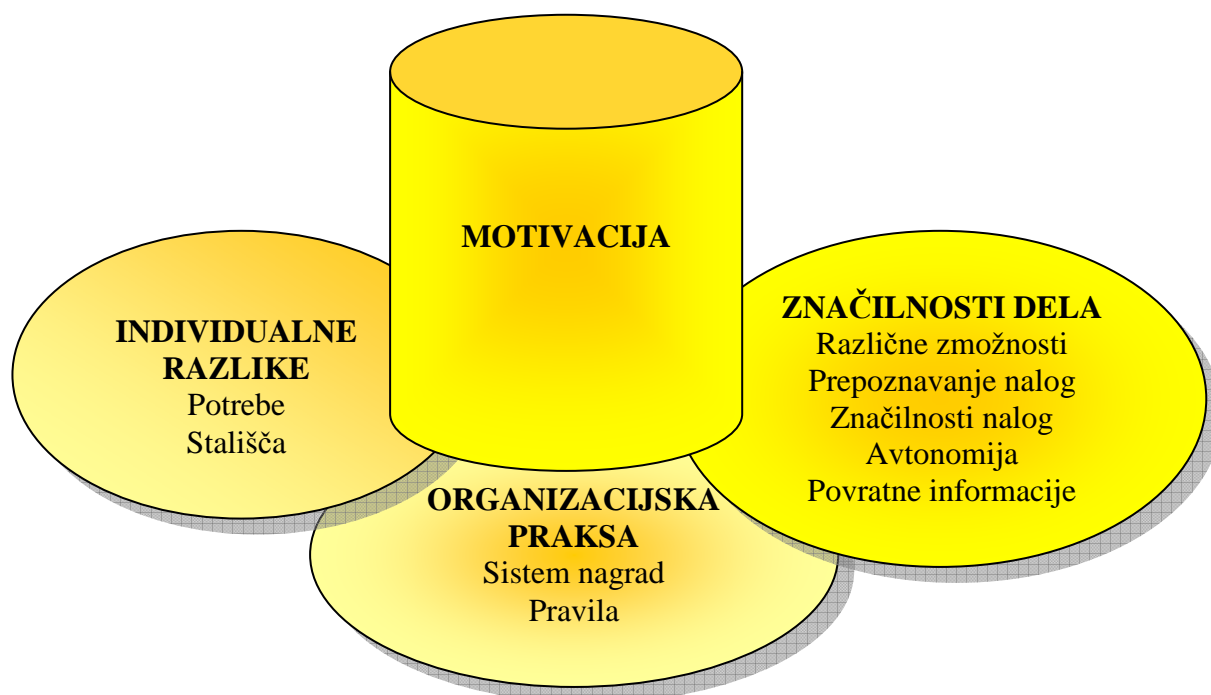 MOTIVACIJA
INDIVIDUALNE
RAZLIKE
Potrebe
Stališča
ORGANIZACIJSKA
PRAKSA
Sistem nagrad
Pravila
ZNAČILNOSTI DELA
Različne zmožnosti
Prepoznavanje nalog
Značilnosti nalog
Avtonomija
Povratne informacije